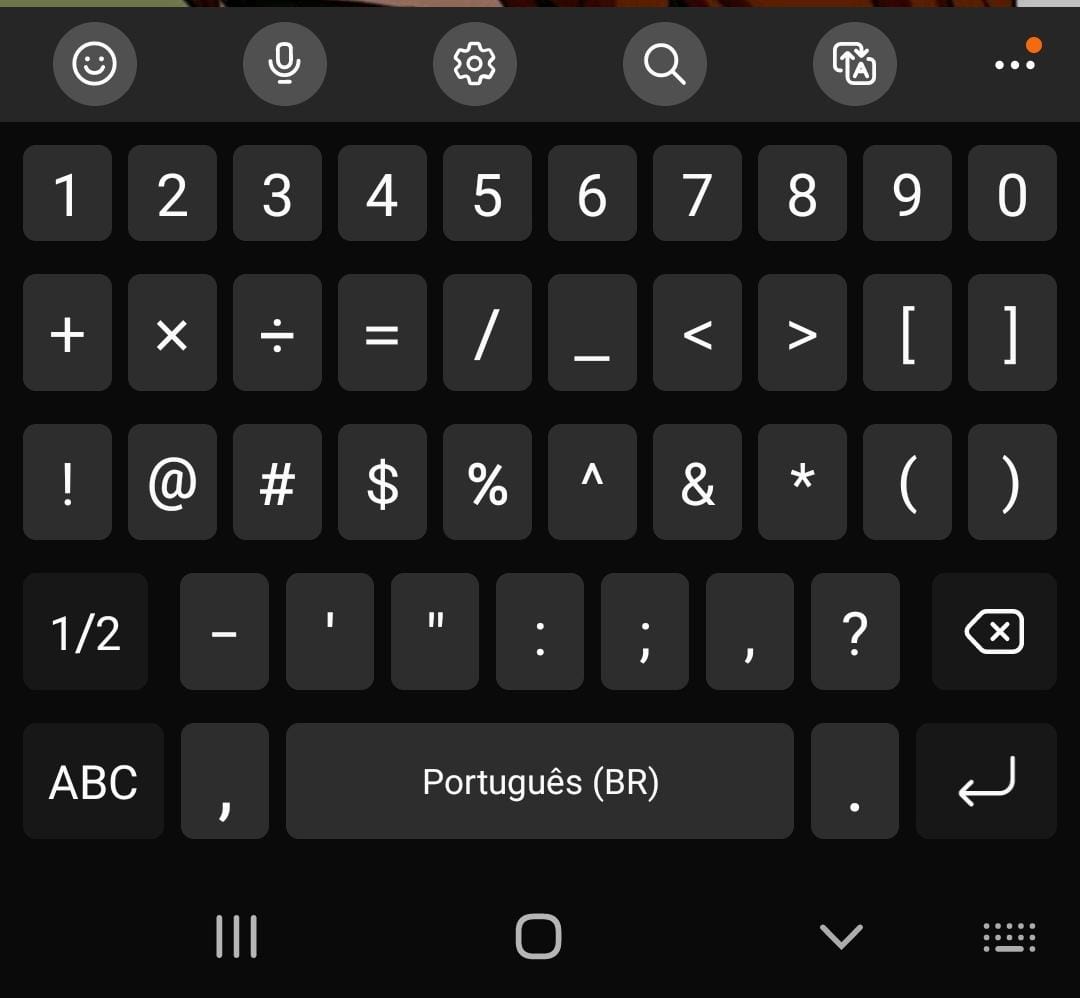 1 2 3 4 5 6 7 8 9 0
+ × ÷ = / _ < > [ ]
! @ # $ % ^ & * ( )
1/2 - ' " : ; , ?
ABC , Português (BR) .